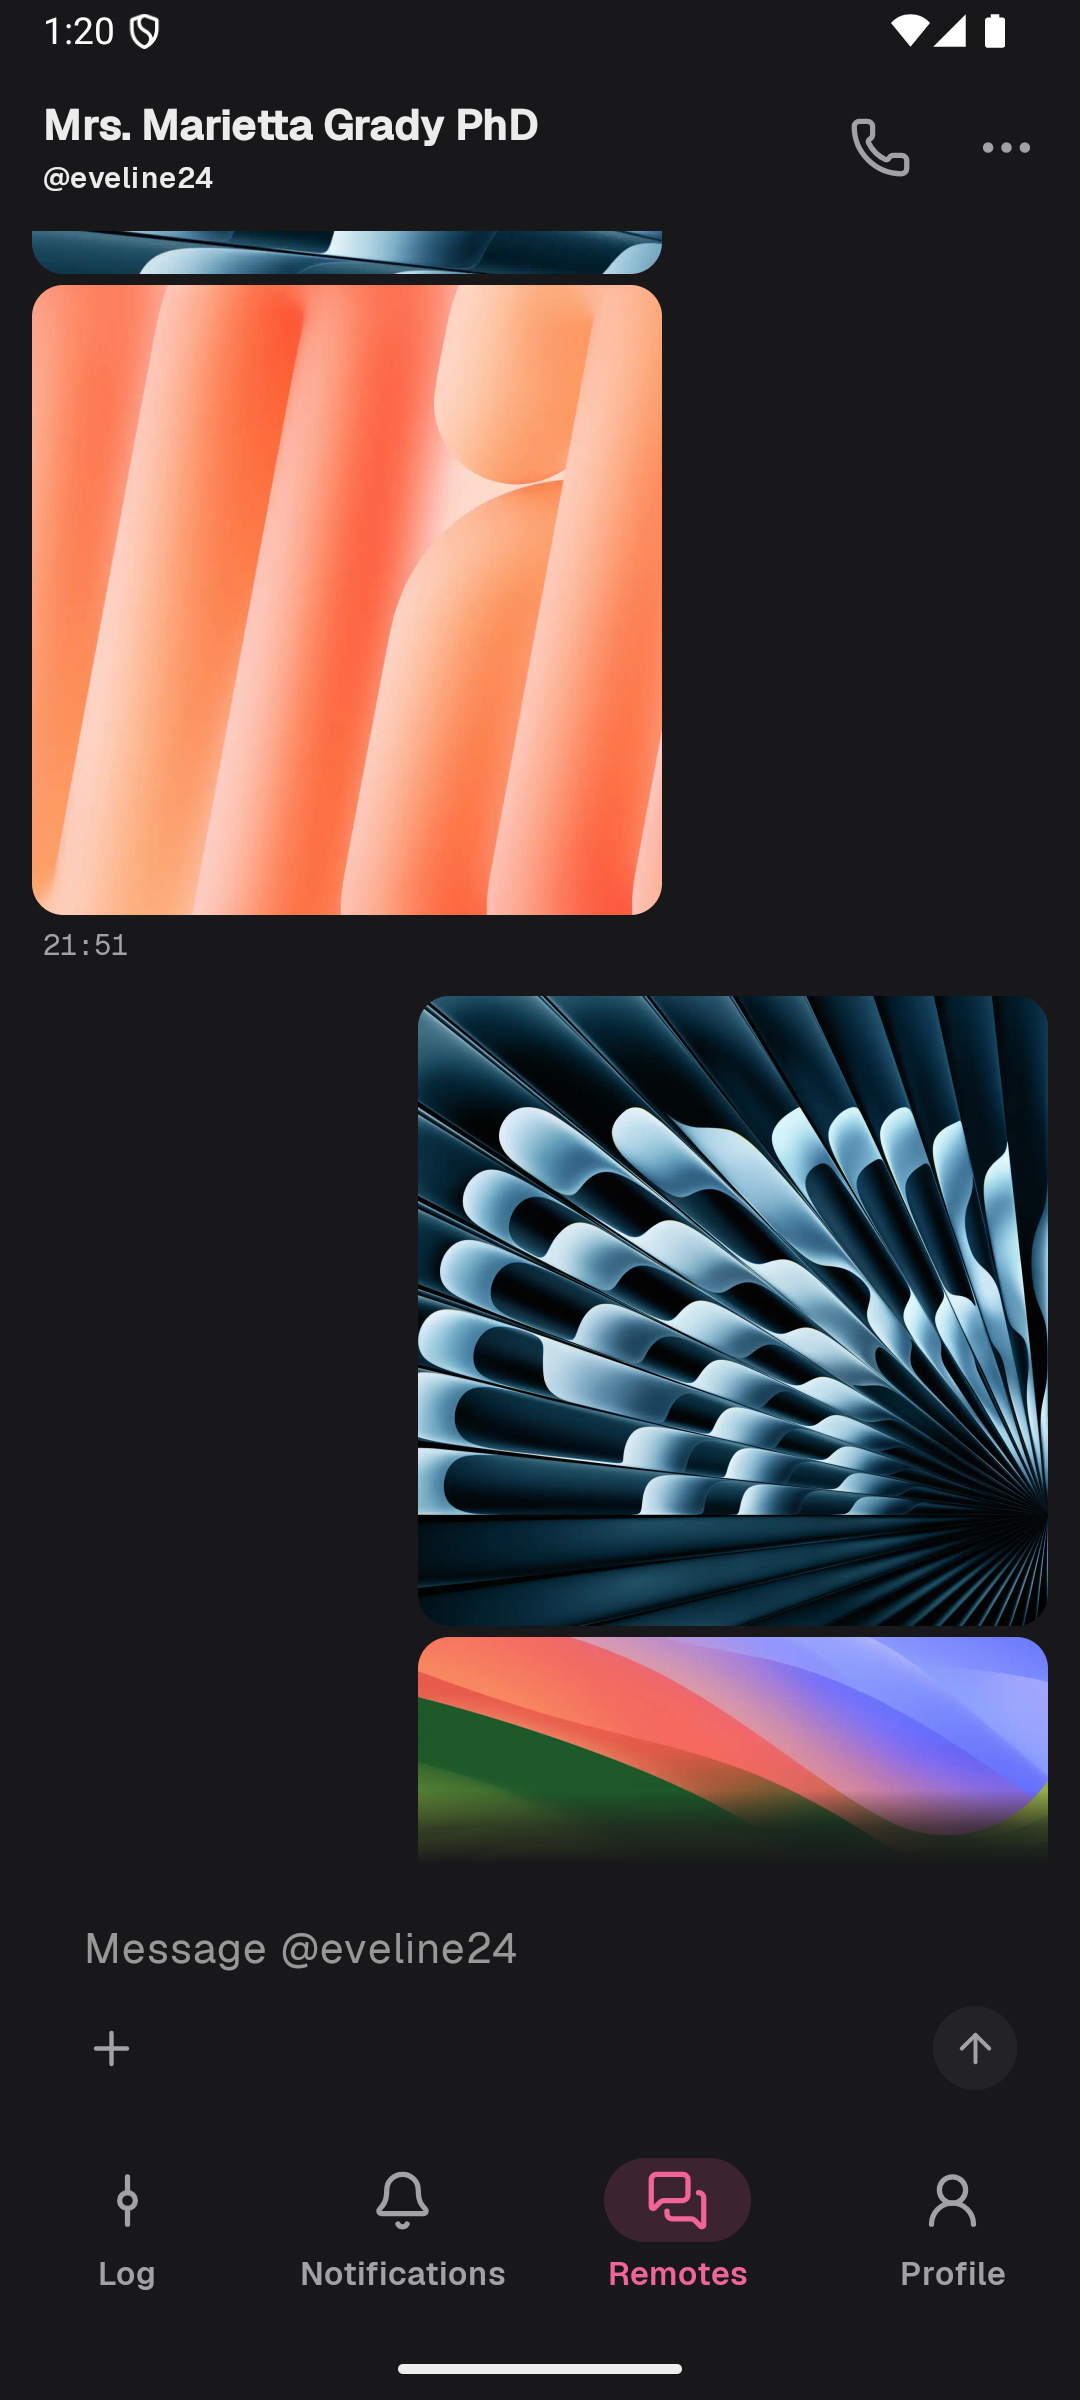 1:20
Mrs. Marietta Grady PhD
@eveline24
21:51
Message @eveline24
Log
Notifications
Remotes
Profile